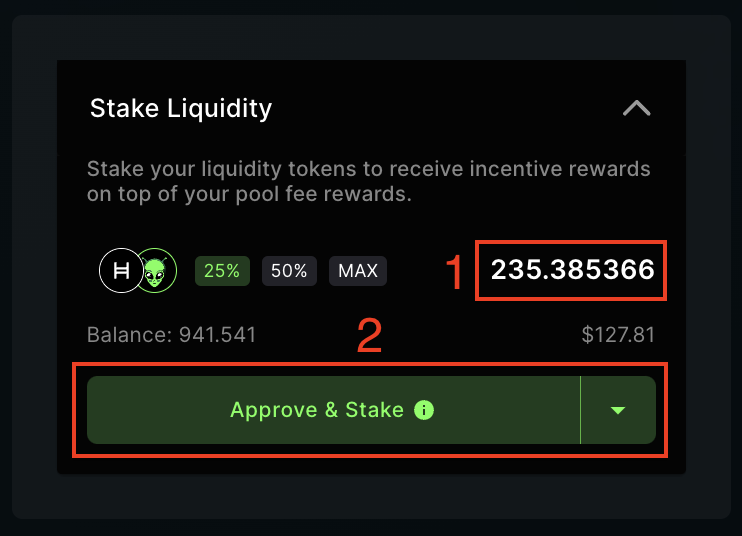 Stake Liquidity
Stake your liquidity tokens to receive incentive rewards
on top of your pool fee rewards.
25% 50% MAX 1 235.385366
Balance: 941.541 2 $127.81
Approve & Stake